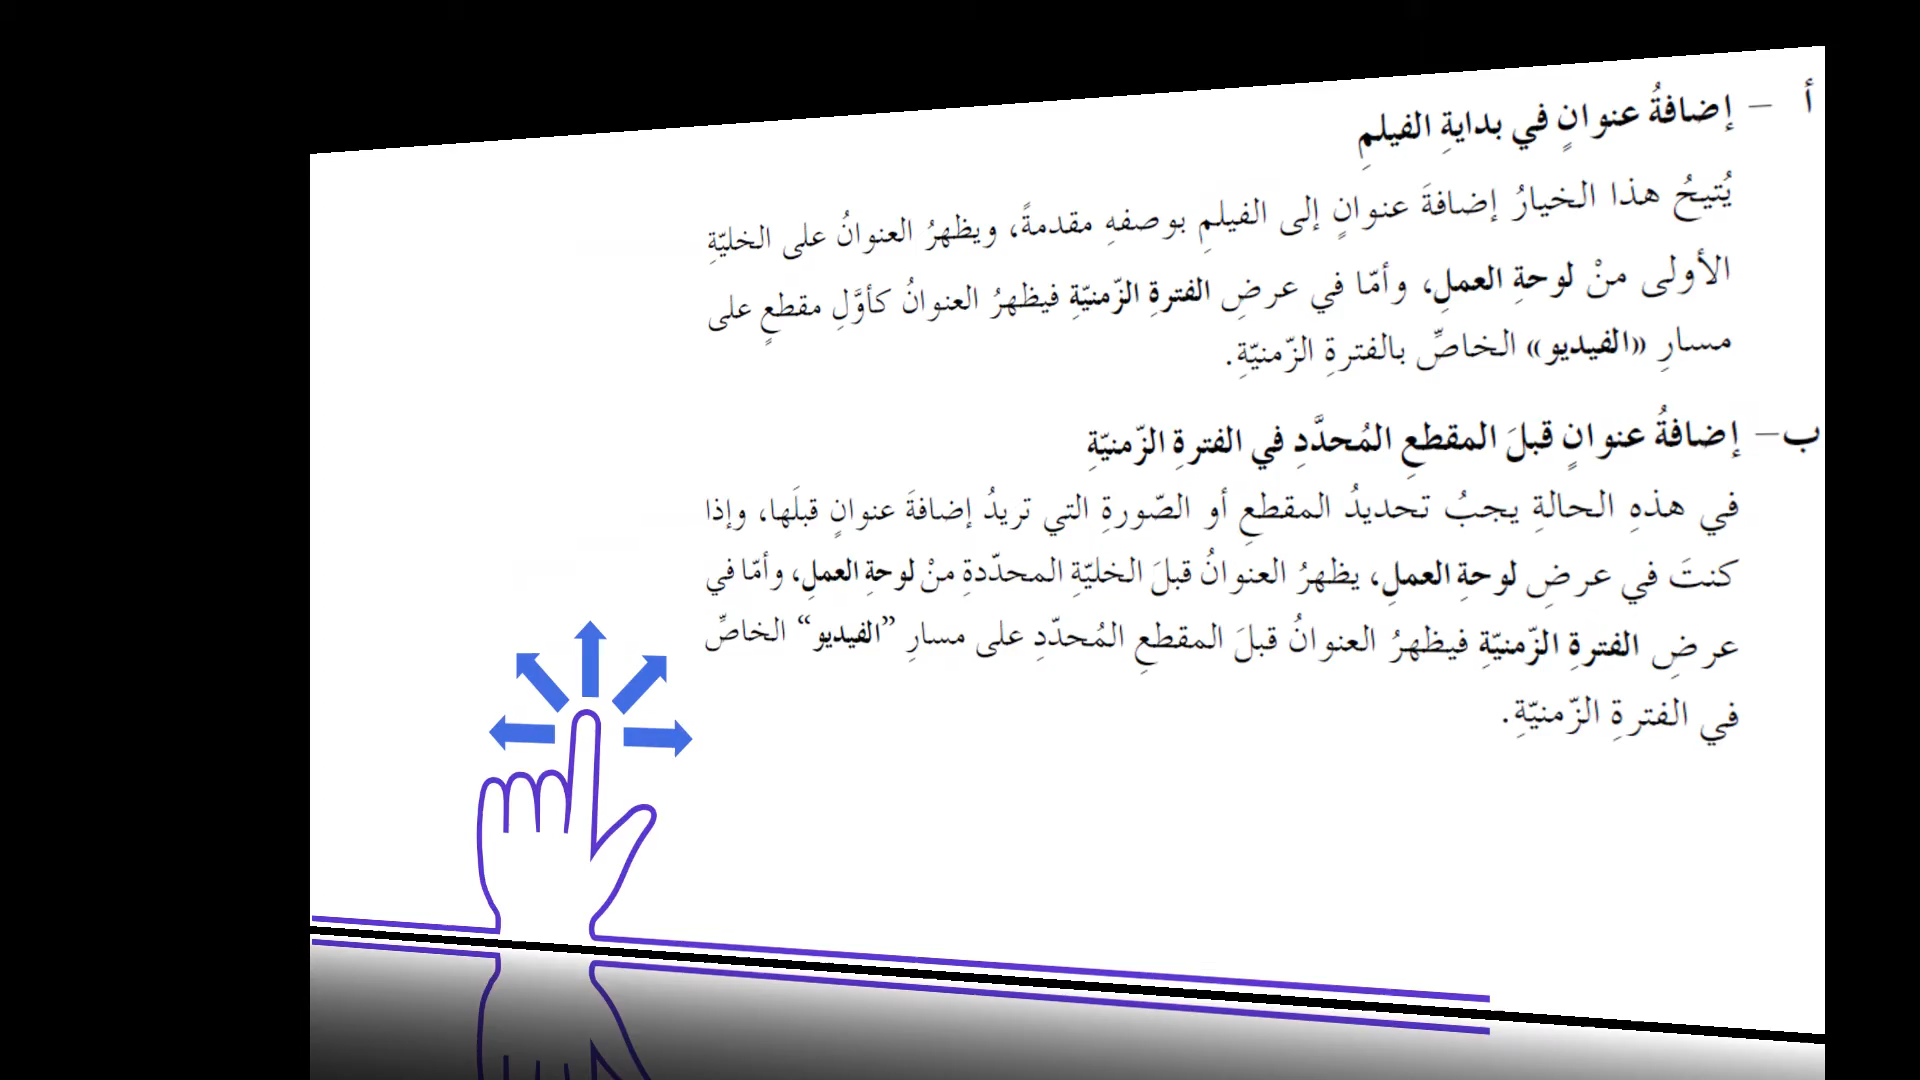 أ – إضافةُ عنوانٍ في بدايةِ الفيلمِ
يُتيحُ هذا الخيارُ إضافةَ عنوانٍ إلى الفيلمِ بوصفهِ مقدمةً، ويظهرُ العنوانُ على الخليّةِ
الأولى منْ لوحةِ العملِ، وأمّا في عرضِ الفترةِ الزّمنيّةِ فيظهرُ العنوانُ كأوَّلِ مقطعٍ على
مسارِ «الفيديو» الخاصِّ بالفترةِ الزّمنيّةِ.
ب– إضافةُ عنوانٍ قبلَ المقطعِ المُحدَّدِ في الفترةِ الزّمنيّةِ
في هذهِ الحالةِ يجبُ تحديدُ المقطعِ أو الصّورةِ التي تريدُ إضافةَ عنوانٍ قبلَها، وإذا
كنتَ في عرضِ لوحةِ العملِ، يظهرُ العنوانُ قبلَ الخليّةِ المحدّدةِ منْ لوحةِ العملِ، وأمّا في
عرضِ الفترةِ الزّمنيّةِ فيظهرُ العنوانُ قبلَ المقطعِ المُحدّدِ على مسارِ ”الفيديو“ الخاصِّ
في الفترةِ الزّمنيّةِ.